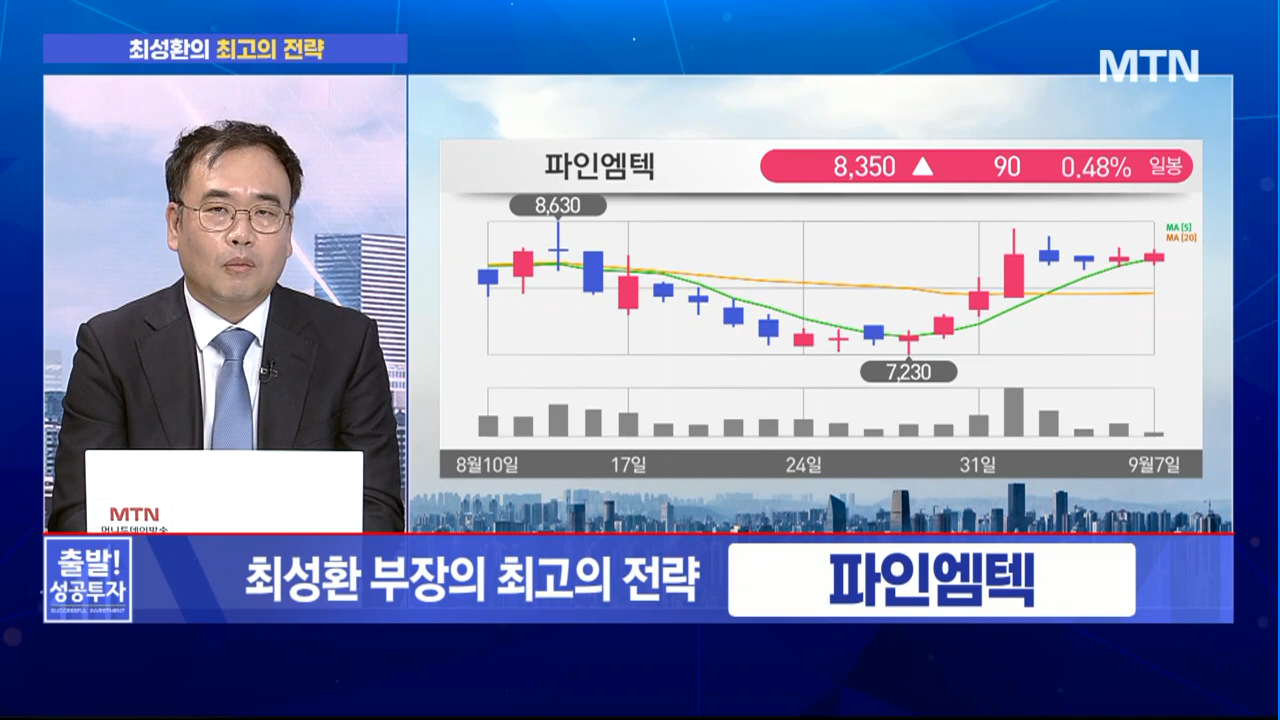 최성환의 최고의 전략
MTN
파인엠텍
8,350 ▲ 90 0.48% 일봉
8,630
MA [5]
MA [20]
7,230
8월10일 17일 24일 31일 9월7일
MTN
머니투데이방송
출발!
성공투자
SUCCESSFUL INVESTMENT
최성환 부장의 최고의 전략
파인엠텍